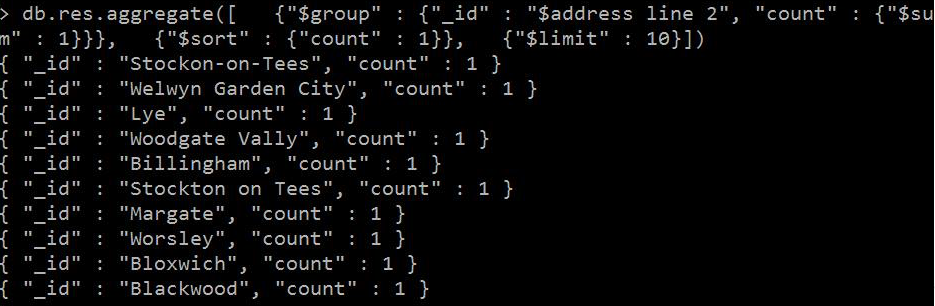 > db.res.aggregate([   {"$group" : {"_id" : "$address line 2", "count" : {"$su
m" : 1}}},   {"$sort" : {"count" : 1}},   {"$limit" : 10}])
{ "_id" : "Stockon-on-Tees", "count" : 1 }
{ "_id" : "Welwyn Garden City", "count" : 1 }
{ "_id" : "Lye", "count" : 1 }
{ "_id" : "Woodgate Vally", "count" : 1 }
{ "_id" : "Billingham", "count" : 1 }
{ "_id" : "Stockton on Tees", "count" : 1 }
{ "_id" : "Margate", "count" : 1 }
{ "_id" : "Worsley", "count" : 1 }
{ "_id" : "Bloxwich", "count" : 1 }
{ "_id" : "Blackwood", "count" : 1 }